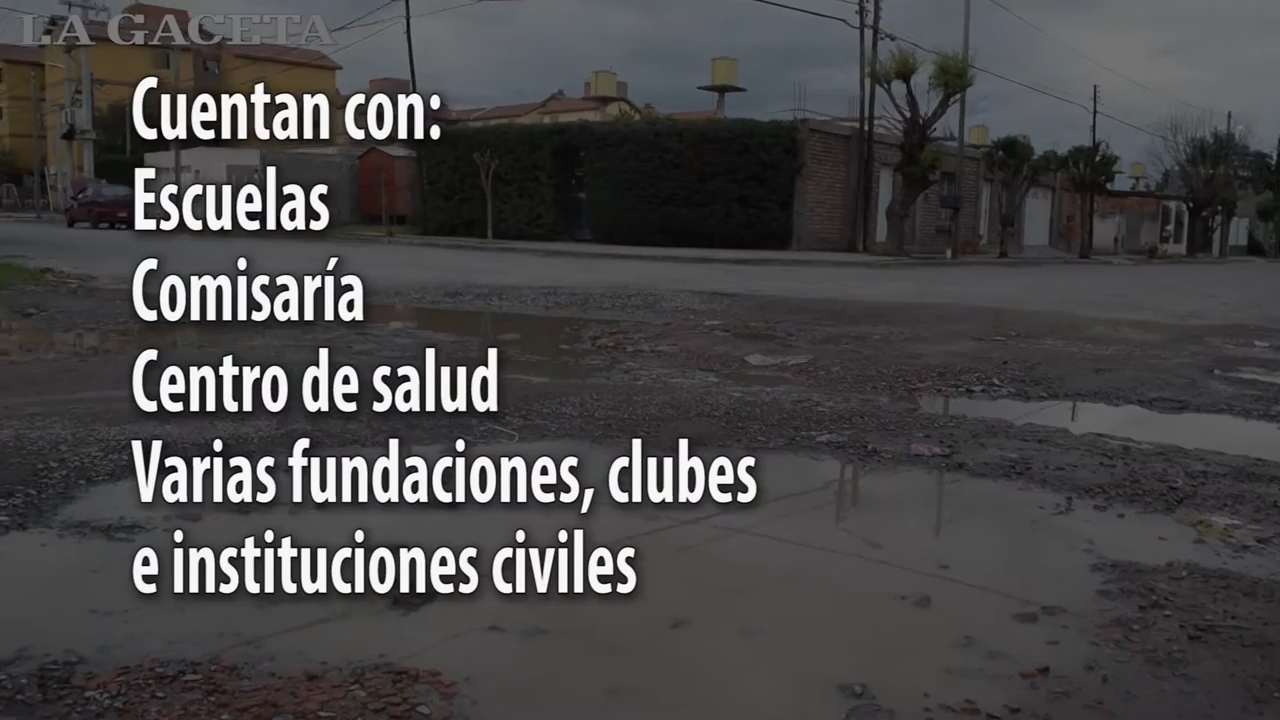 LA GACETA
Cuentan con:
Escuelas
Comisaría
Centro de salud
Varias fundaciones, clubes
e instituciones civiles